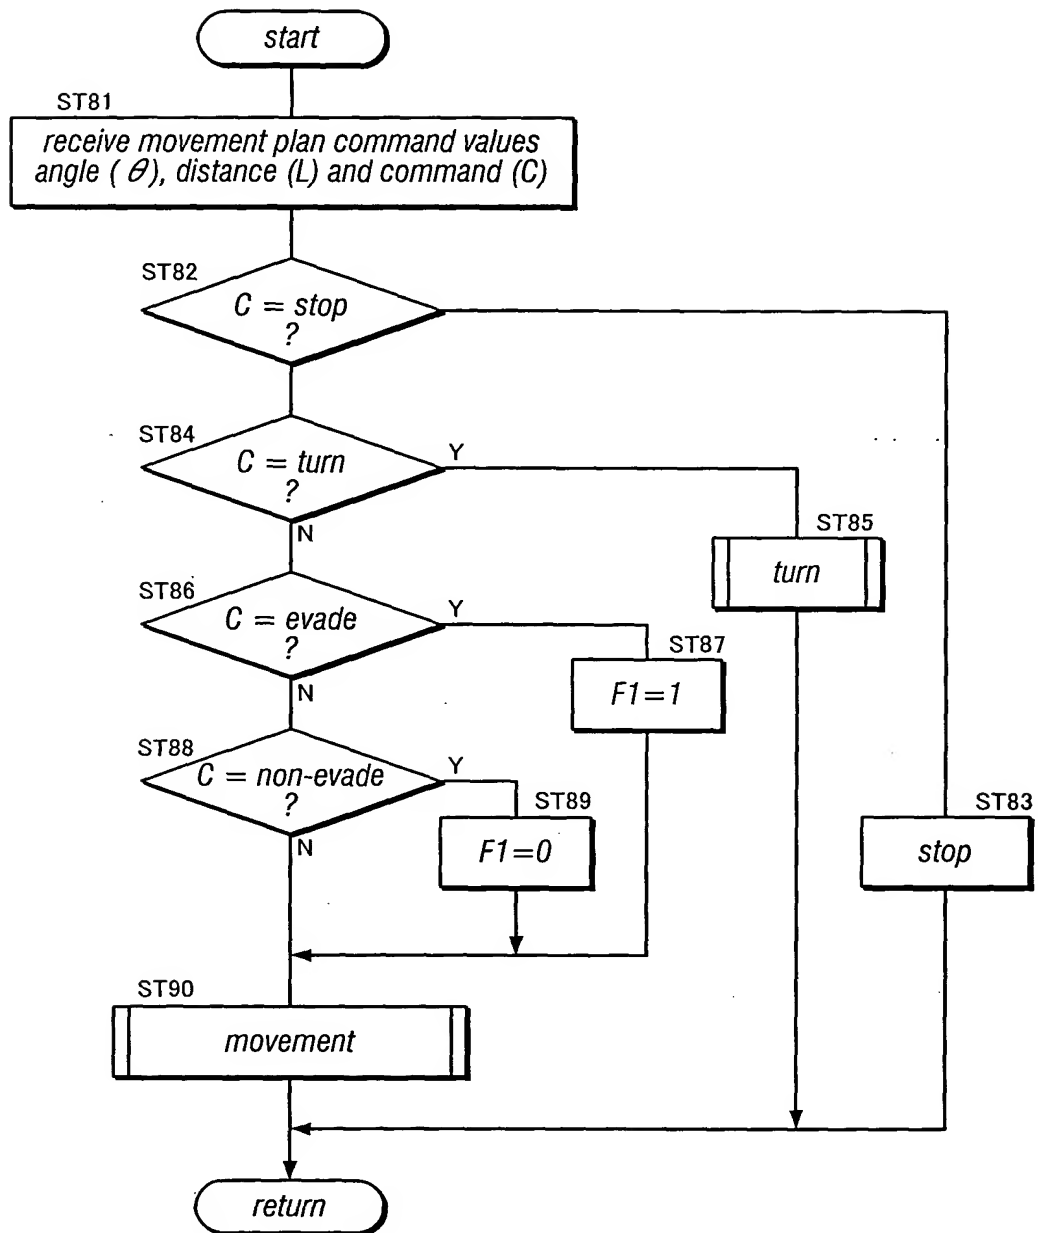 start
ST81
receive movement plan command values
angle ( θ ), distance (L) and command (C)
ST82
C = stop
?
ST84
C = turn
?
Y
N
ST85
turn
ST86
C = evade
?
Y
N
ST87
F1=1
ST88
C = non-evade
?
Y
N
ST89
F1=0
ST83
stop
ST90
movement
return